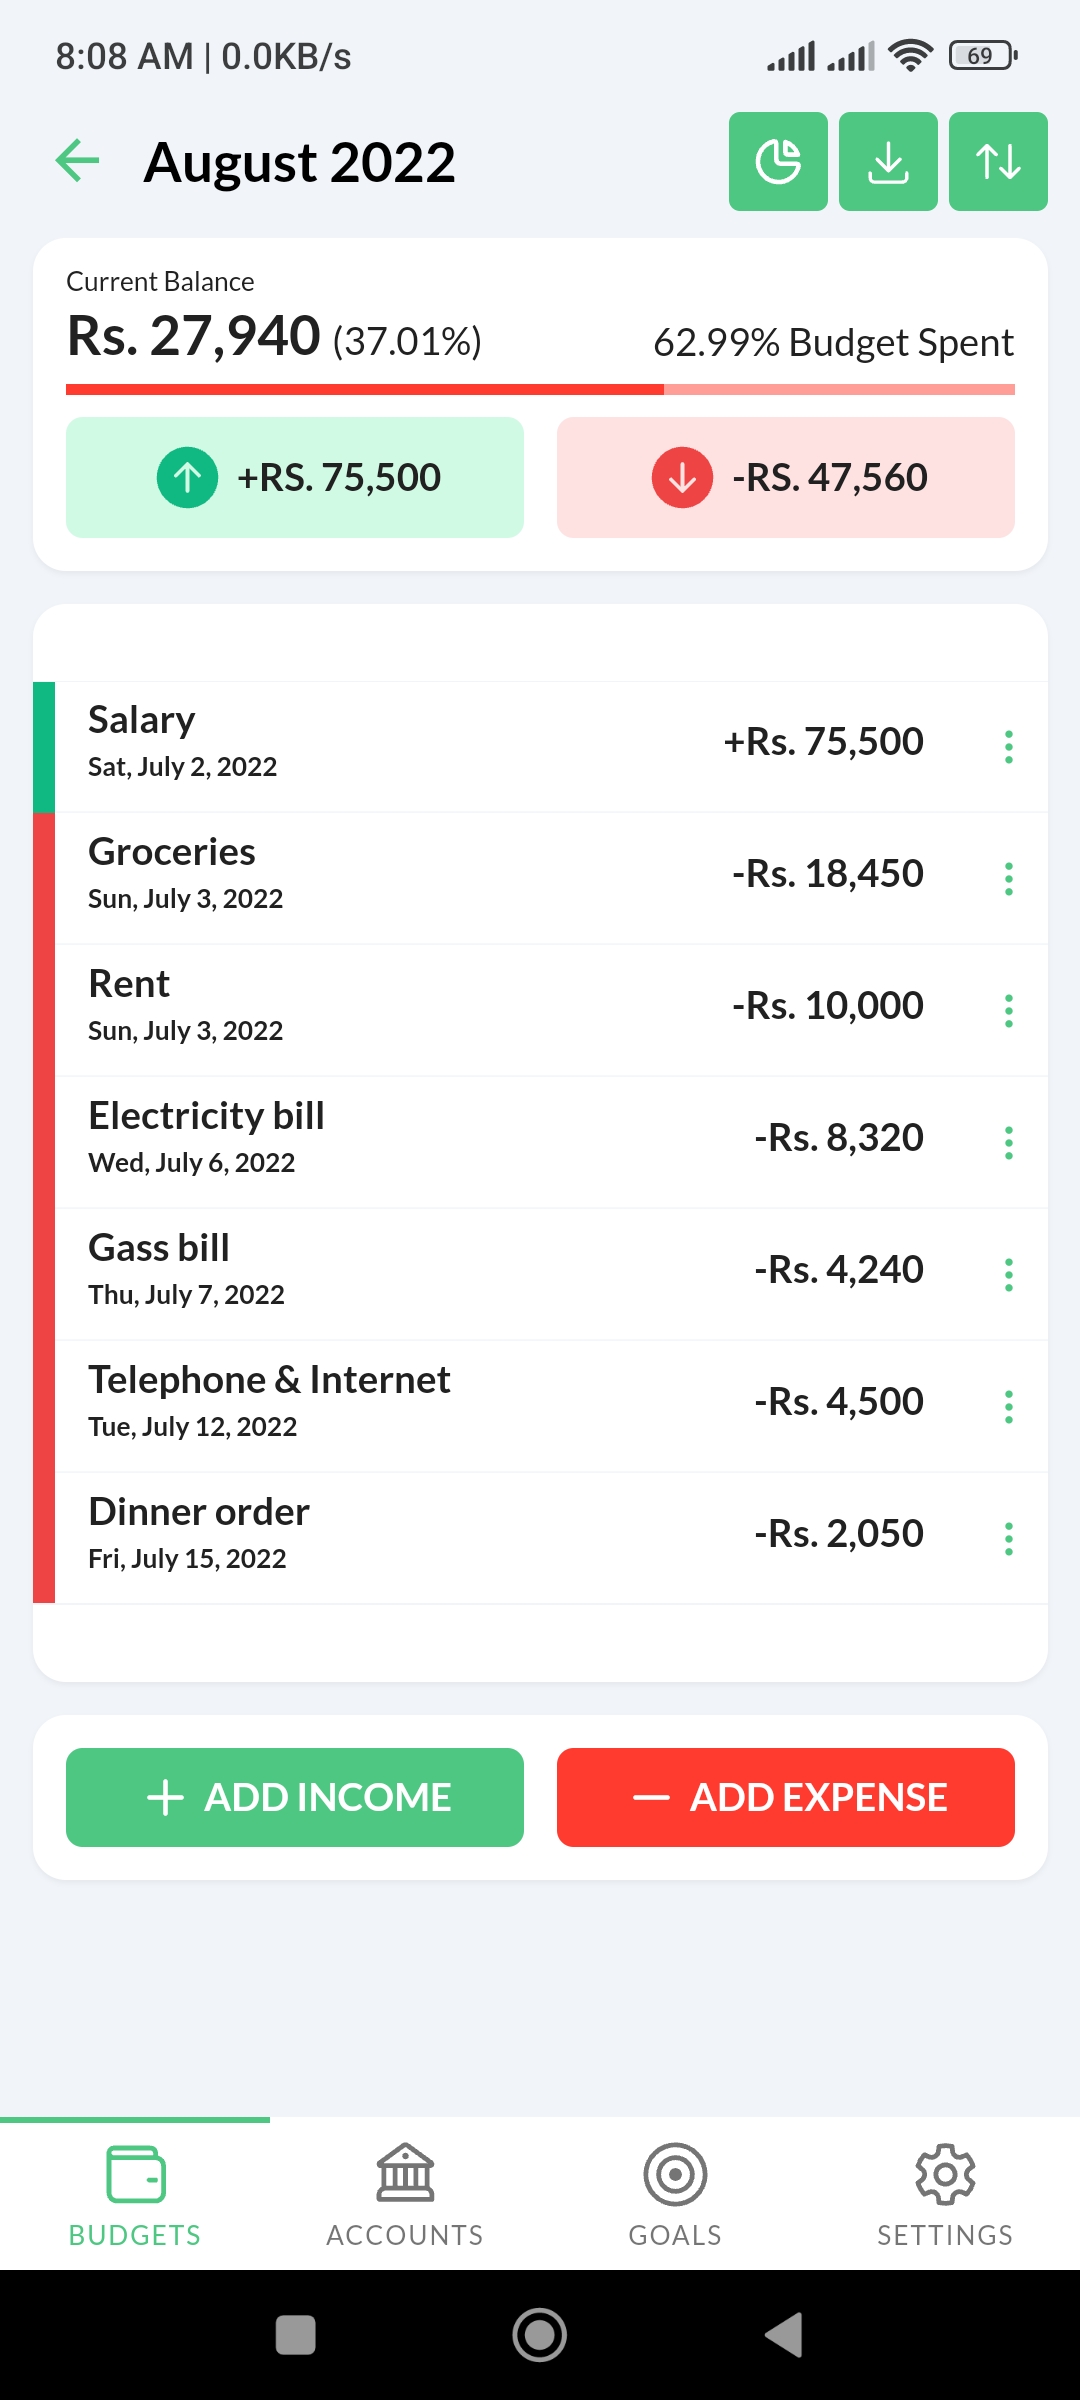 8:08 AM | 0.0KB/s
69
August 2022
Current Balance
Rs. 27,940 (37.01%)
62.99% Budget Spent
+RS. 75,500
-RS. 47,560
Salary
+Rs. 75,500
Sat, July 2, 2022
Groceries
-Rs. 18,450
Sun, July 3, 2022
Rent
-Rs. 10,000
Sun, July 3, 2022
Electricity bill
-Rs. 8,320
Wed, July 6, 2022
Gass bill
-Rs. 4,240
Thu, July 7, 2022
Telephone & Internet
-Rs. 4,500
Tue, July 12, 2022
Dinner order
-Rs. 2,050
Fri, July 15, 2022
ADD INCOME
ADD EXPENSE
BUDGETS
ACCOUNTS
GOALS
SETTINGS